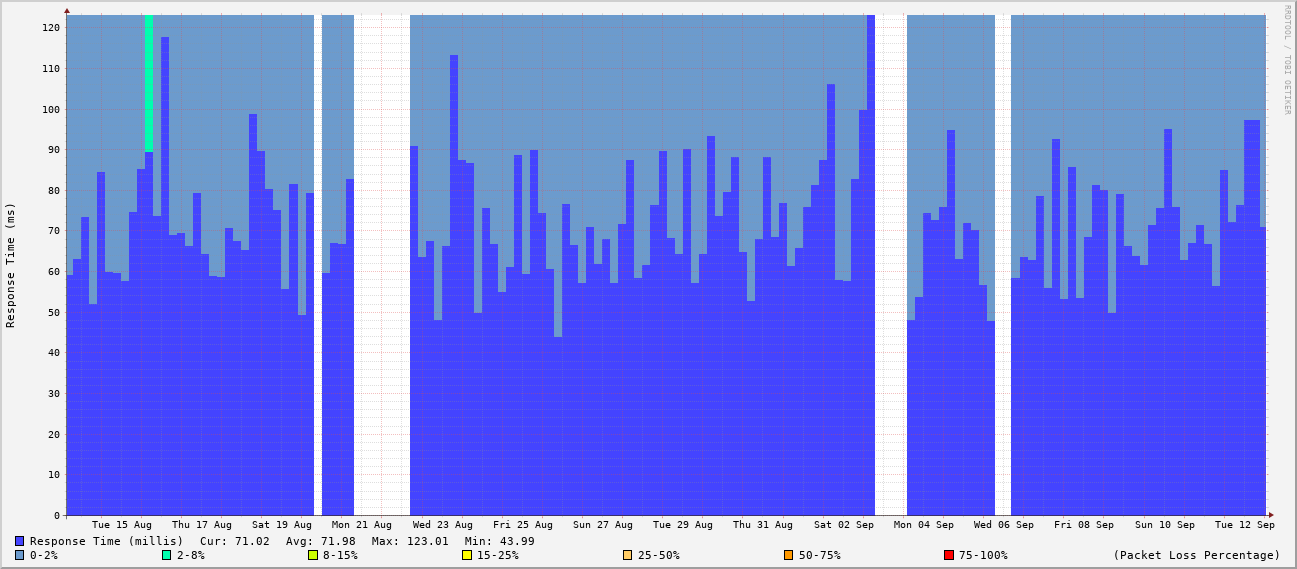 RRDTOOL / TOBI OETIKER
Response Time (ms)
120
110
100
90
80
70
60
50
40
30
20
10
0
Tue 15 Aug Thu 17 Aug Sat 19 Aug Mon 21 Aug Wed 23 Aug Fri 25 Aug Sun 27 Aug Tue 29 Aug Thu 31 Aug Sat 02 Sep Mon 04 Sep Wed 06 Sep Fri 08 Sep Sun 10 Sep Tue 12 Sep
Response Time (millis) Cur: 71.02 Avg: 71.98 Max: 123.01 Min: 43.99
0-2% 2-8% 8-15% 15-25% 25-50% 50-75% 75-100% (Packet Loss Percentage)